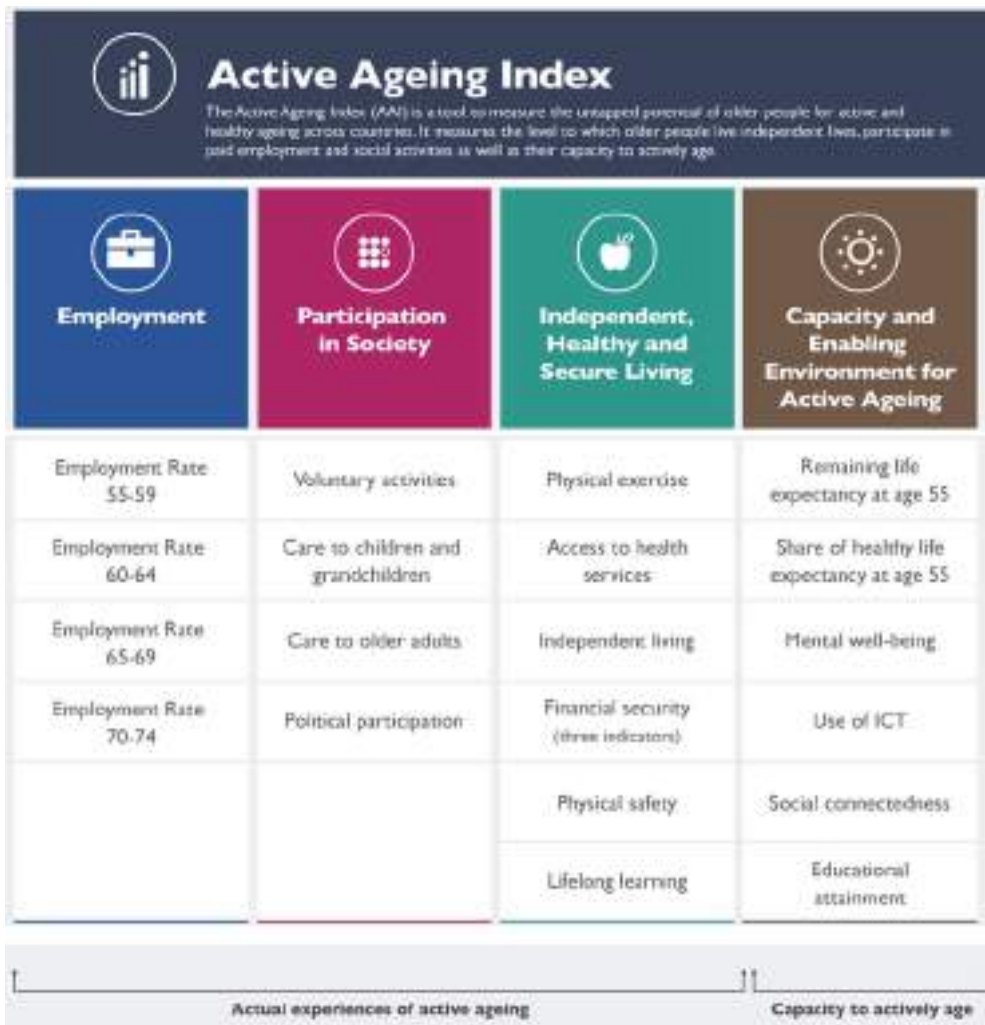 Active Ageing Index
The Active Ageing Index (AAI) is a tool to measure the untapped potential of older people for active and
healthy ageing across countries. It measures the level to which older people live independent lives, participate in
paid employment and social activities as well as their capacity to actively age.
Employment
Participation
in Society
Independent,
Healthy and
Secure Living
Capacity and
Enabling
Environment for
Active Ageing
Employment Rate
55-59
Voluntary activities
Physical exercise
Remaining life
expectancy at age 55
Employment Rate
60-64
Care to children and
grandchildren
Access to health
services
Share of healthy life
expectancy at age 55
Employment Rate
65-69
Care to older adults
Independent living
Mental well-being
Employment Rate
70-74
Political participation
Financial security
(three indicators)
Use of ICT
Physical safety
Social connectedness
Lifelong learning
Educational
attainment
Actual experiences of active ageing
Capacity to actively age